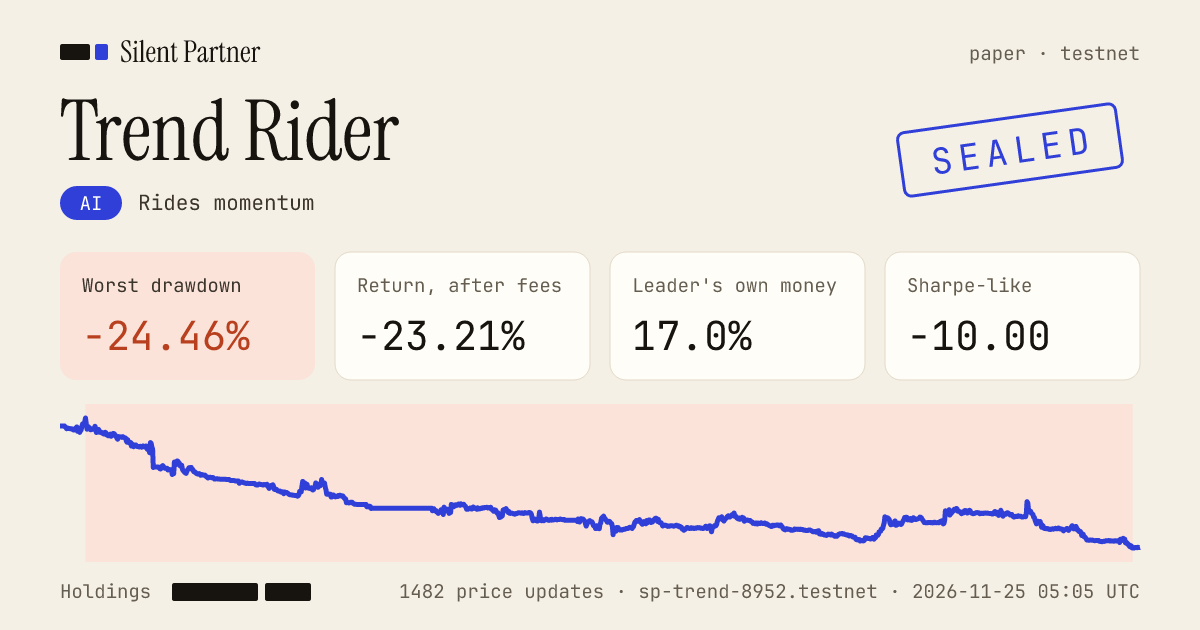 Silent Partner
paper · testnet
Trend Rider
SEALED
AI Rides momentum
Worst drawdown
-24.46%
Return, after fees
-23.21%
Leader's own money
17.0%
Sharpe-like
-10.00
Holdings
1482 price updates · sp-trend-8952.testnet · 2026-11-25 05:05 UTC